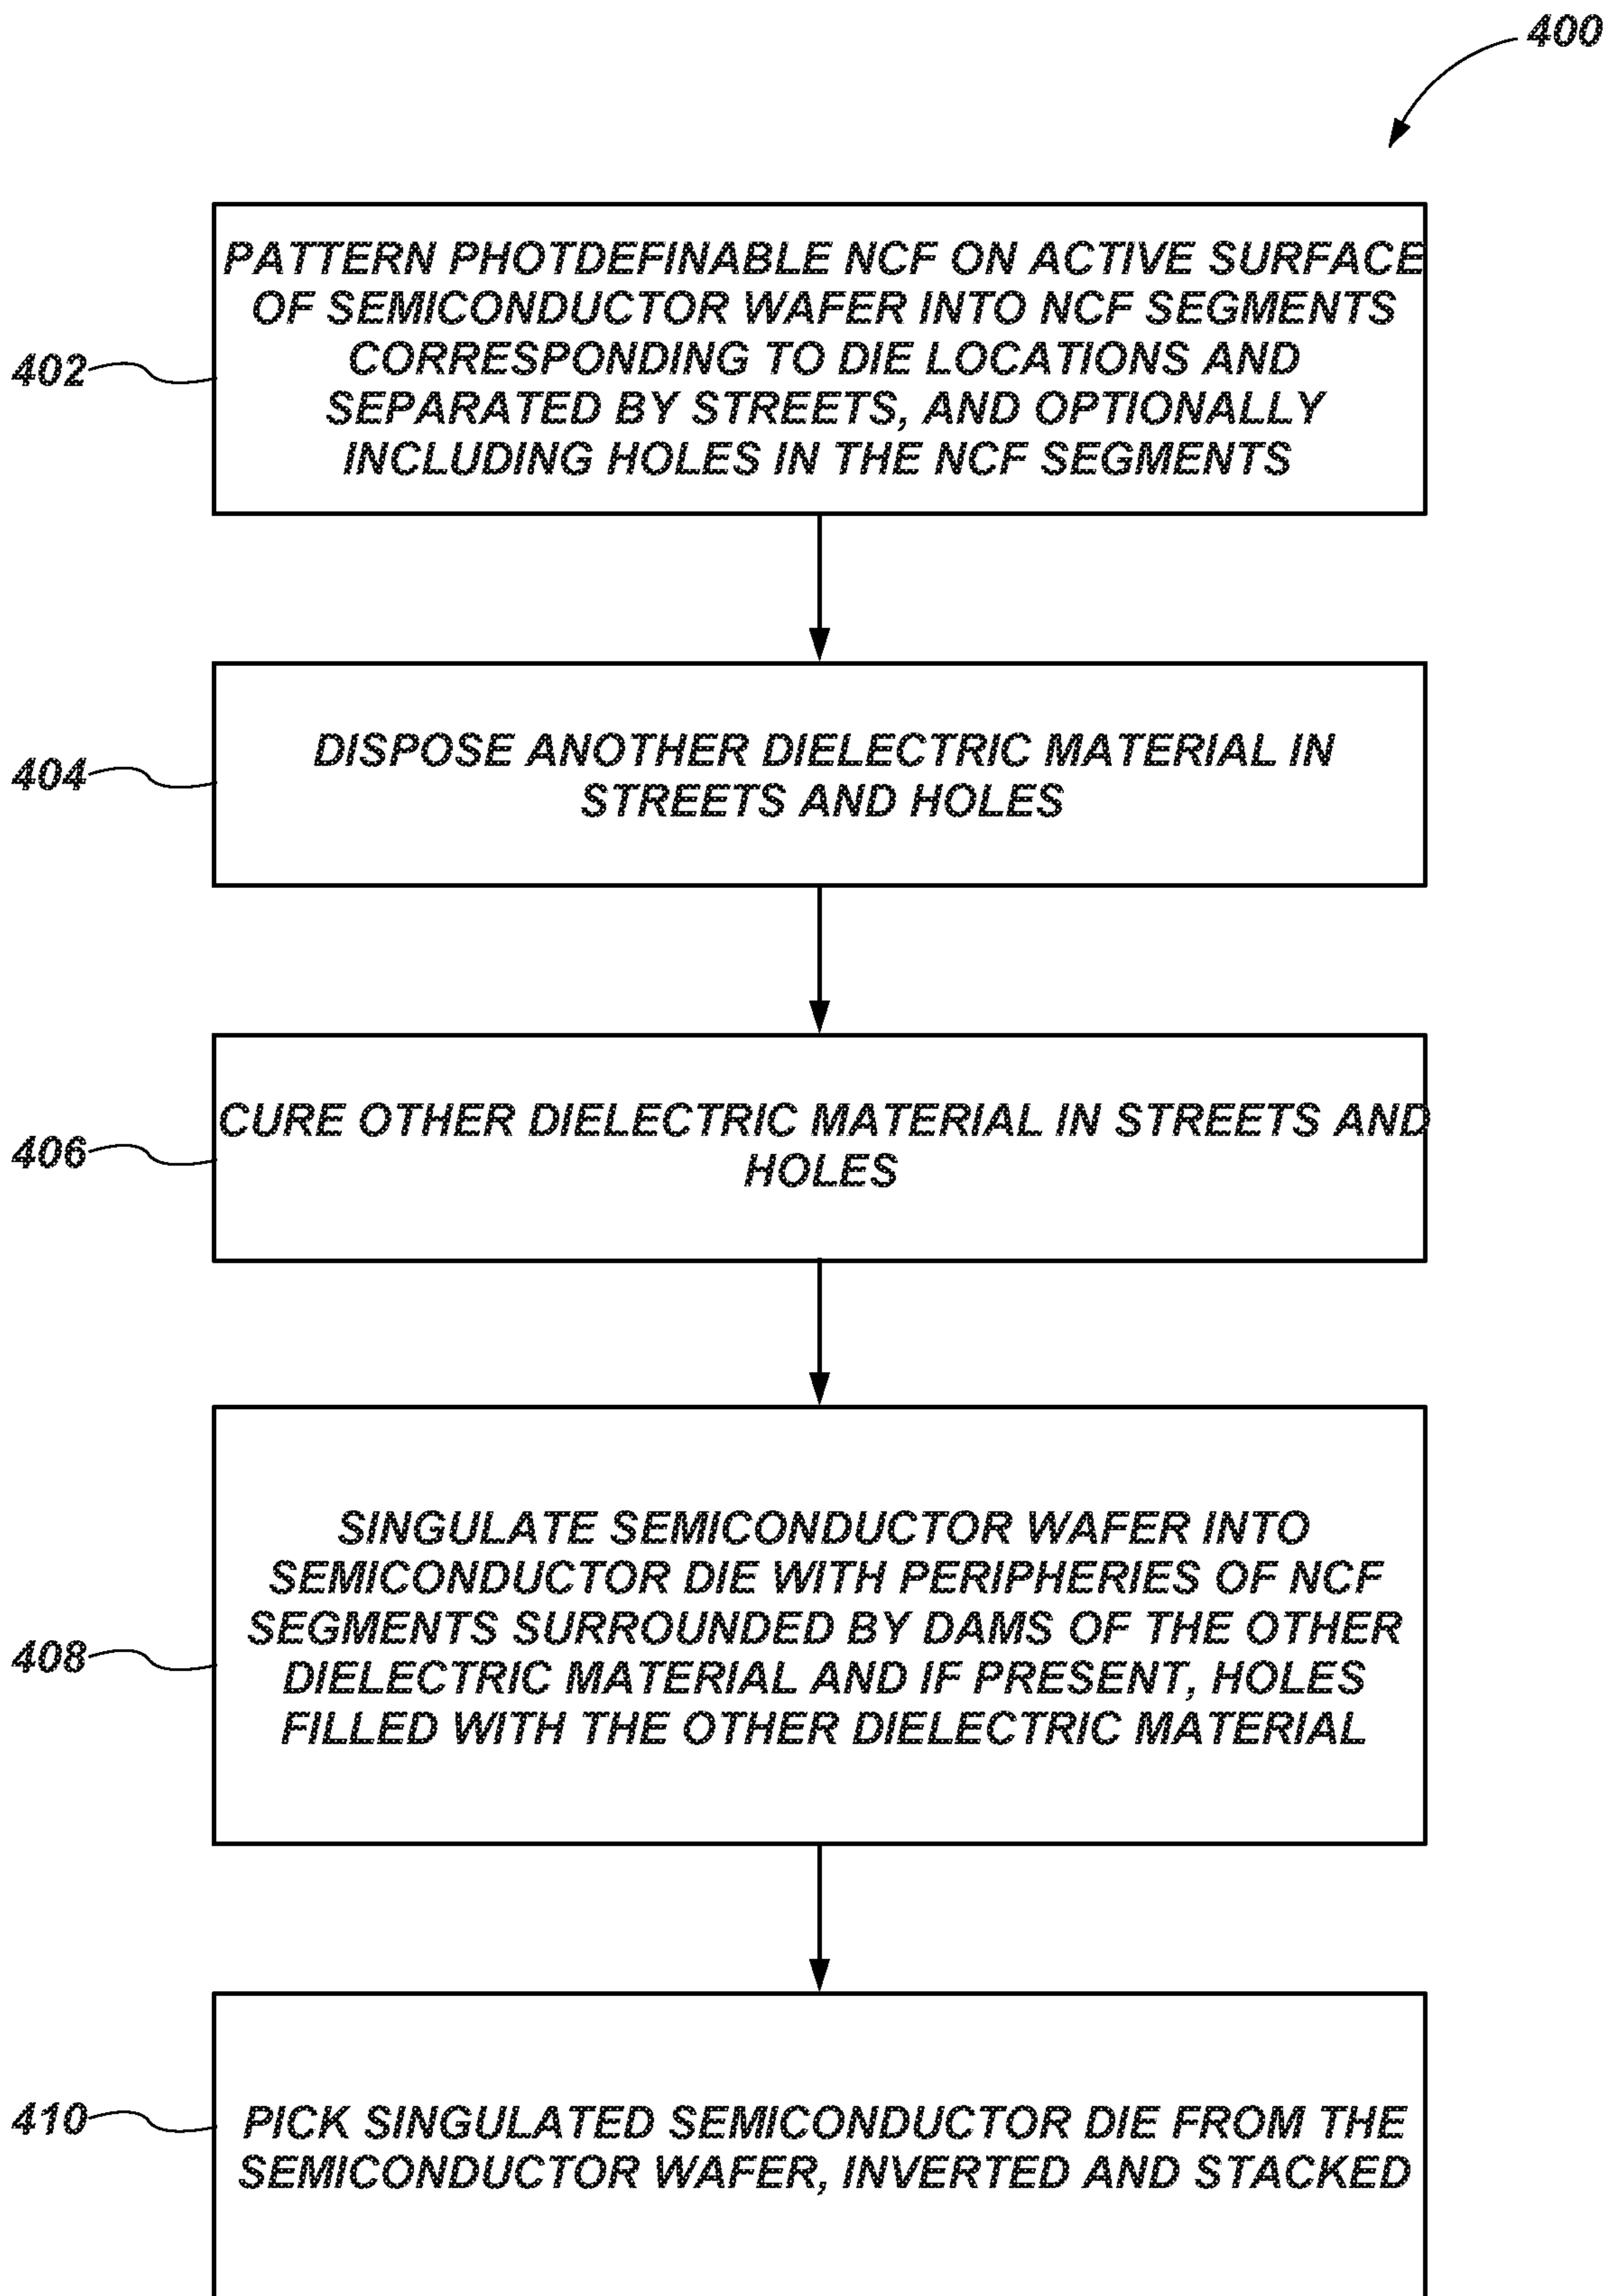 400
PATTERN PHOTDEFINABLE NCF ON ACTIVE SURFACE
OF SEMICONDUCTOR WAFER INTO NCF SEGMENTS
CORRESPONDING TO DIE LOCATIONS AND
SEPARATED BY STREETS, AND OPTIONALLY
INCLUDING HOLES IN THE NCF SEGMENTS
402
DISPOSE ANOTHER DIELECTRIC MATERIAL IN
STREETS AND HOLES
404
CURE OTHER DIELECTRIC MATERIAL IN STREETS AND
HOLES
406
SINGULATE SEMICONDUCTOR WAFER INTO
SEMICONDUCTOR DIE WITH PERIPHERIES OF NCF
SEGMENTS SURROUNDED BY DAMS OF THE OTHER
DIELECTRIC MATERIAL AND IF PRESENT, HOLES
FILLED WITH THE OTHER DIELECTRIC MATERIAL
408
PICK SINGULATED SEMICONDUCTOR DIE FROM THE
SEMICONDUCTOR WAFER, INVERTED AND STACKED
410